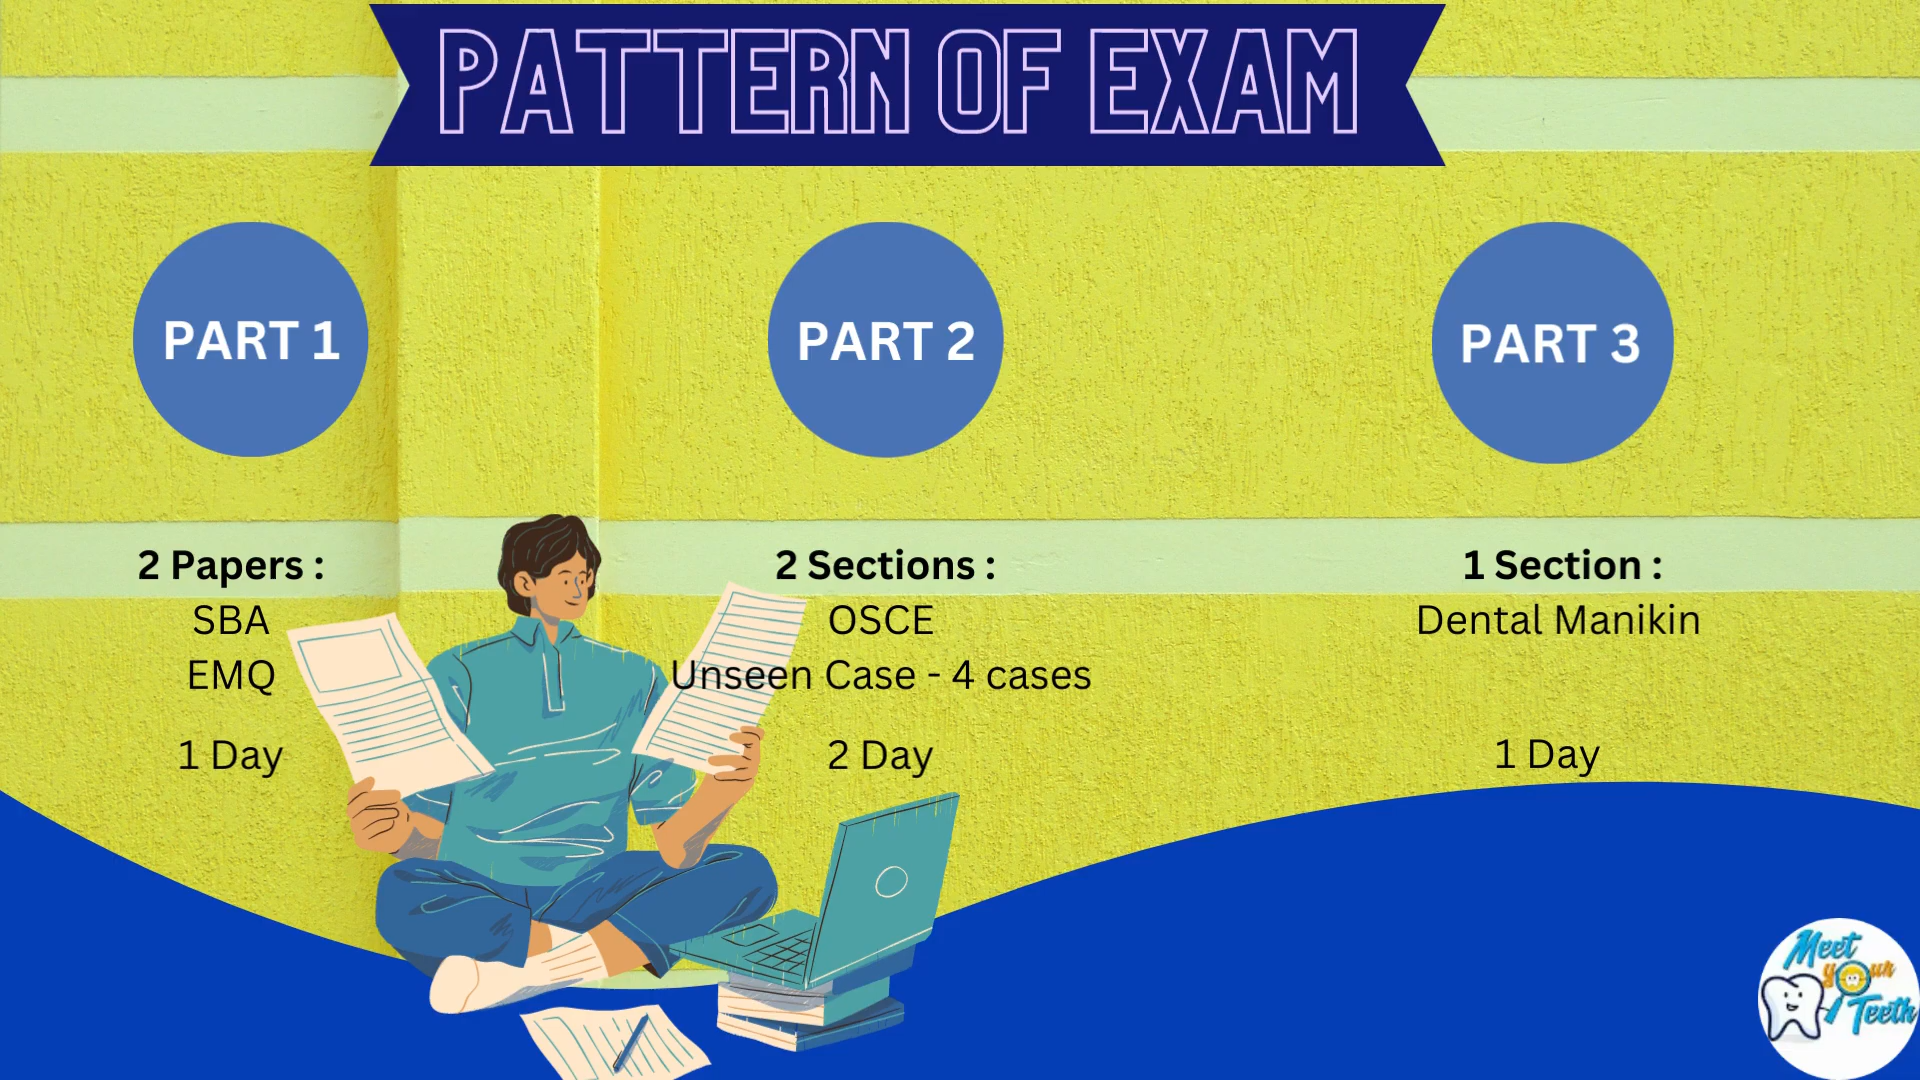 PATTERN OF EXAM
PART 1
PART 2
PART 3
2 Papers :
SBA
EMQ
1 Day
2 Sections :
OSCE
Unseen Case - 4 cases
2 Day
1 Section :
Dental Manikin
1 Day
Meet
your
Teeth